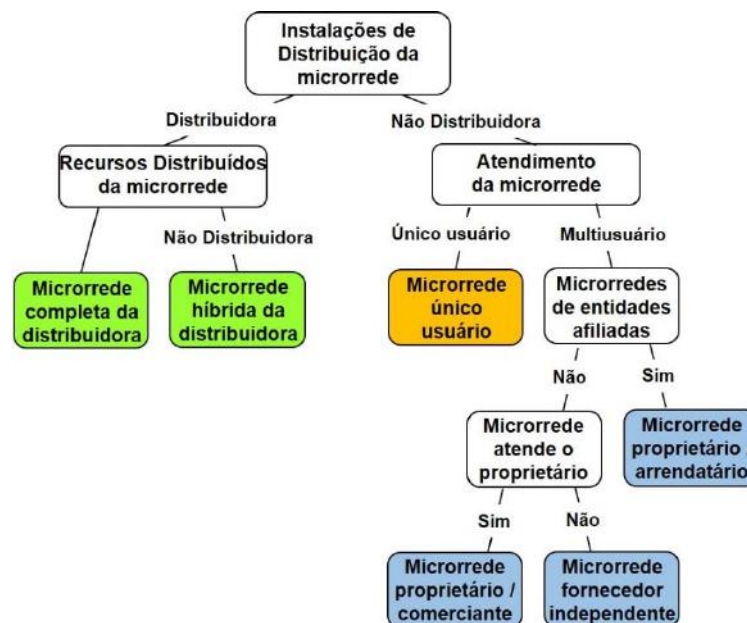 Instalações de
Distribuição da
microrrede
Distribuidora
Não Distribuidora
Recursos Distribuídos
da microrrede
Atendimento
da microrrede
Não Distribuidora
Único usuário
Multiusuário
Microrrede
completa da
distribuidora
Microrrede
híbrida da
distribuidora
Microrrede
único
usuário
Microrredes
de entidades
afiliadas
Não
Sim
Microrrede
atende o
proprietário
Microrrede
proprietário /
arrendatário
Sim
Não
Microrrede
proprietário /
comerciante
Microrrede
fornecedor
independente